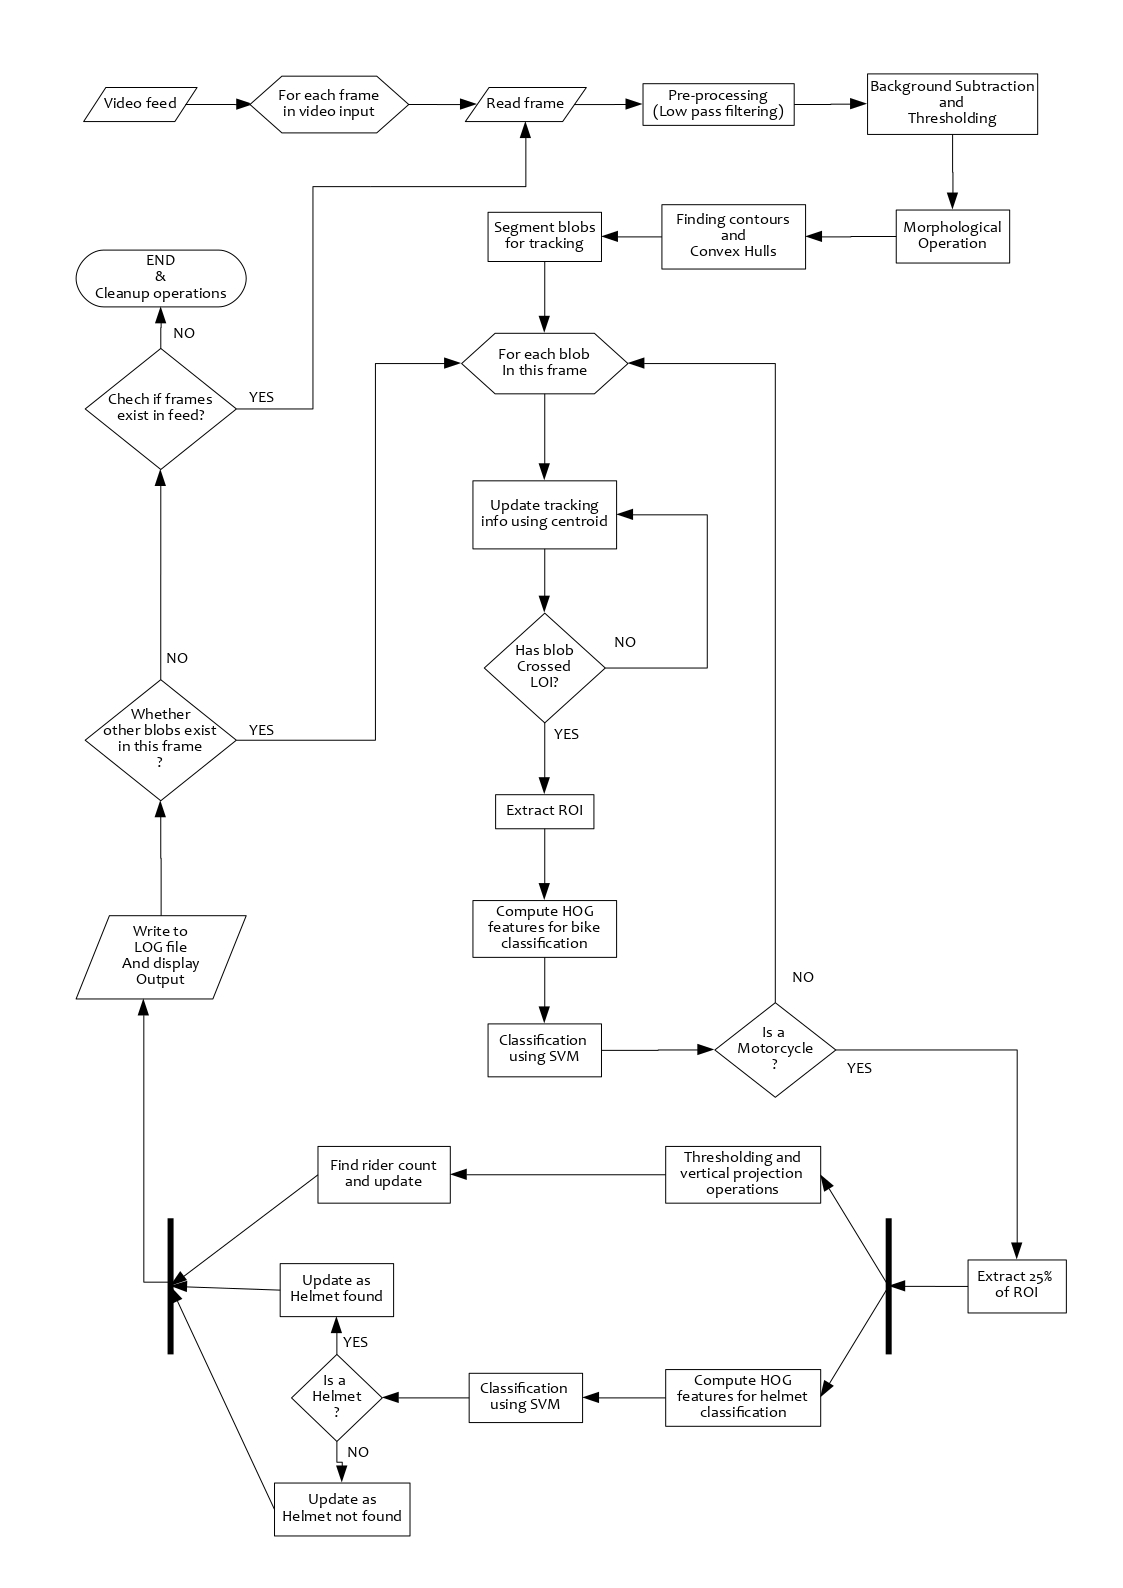 Video feed
For each frame
in video input
Read frame
Pre-processing
(Low pass filtering)
Background Subtraction
and
Thresholding
Morphological
Operation
Finding contours
and
Convex Hulls
Segment blobs
for tracking
END
&
Cleanup operations
NO
Chech if frames
exist in feed?
YES
For each blob
In this frame
Update tracking
info using centroid
Has blob
Crossed
LOI?
NO
YES
NO
Whether
other blobs exist
in this frame
?
YES
Extract ROI
Compute HOG
features for bike
classification
Write to
LOG file
And display
Output
Classification
using SVM
NO
Is a
Motorcycle
?
YES
Find rider count
and update
Thresholding and
vertical projection
operations
Extract 25%
of ROI
Update as
Helmet found
YES
Is a
Helmet
?
Classification
using SVM
Compute HOG
features for helmet
classification
NO
Update as
Helmet not found